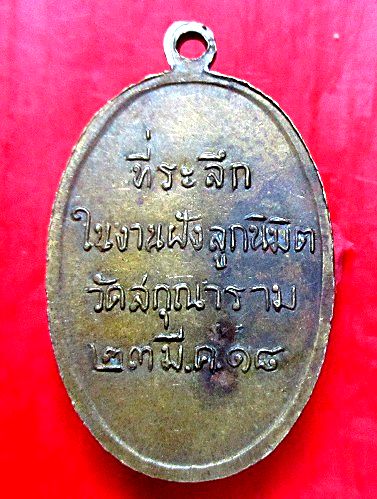 ที่ระลึก
ในงานฝังลูกนิมิต
วัดสกุณาราม
๒๓ มี.ค. ๑๘